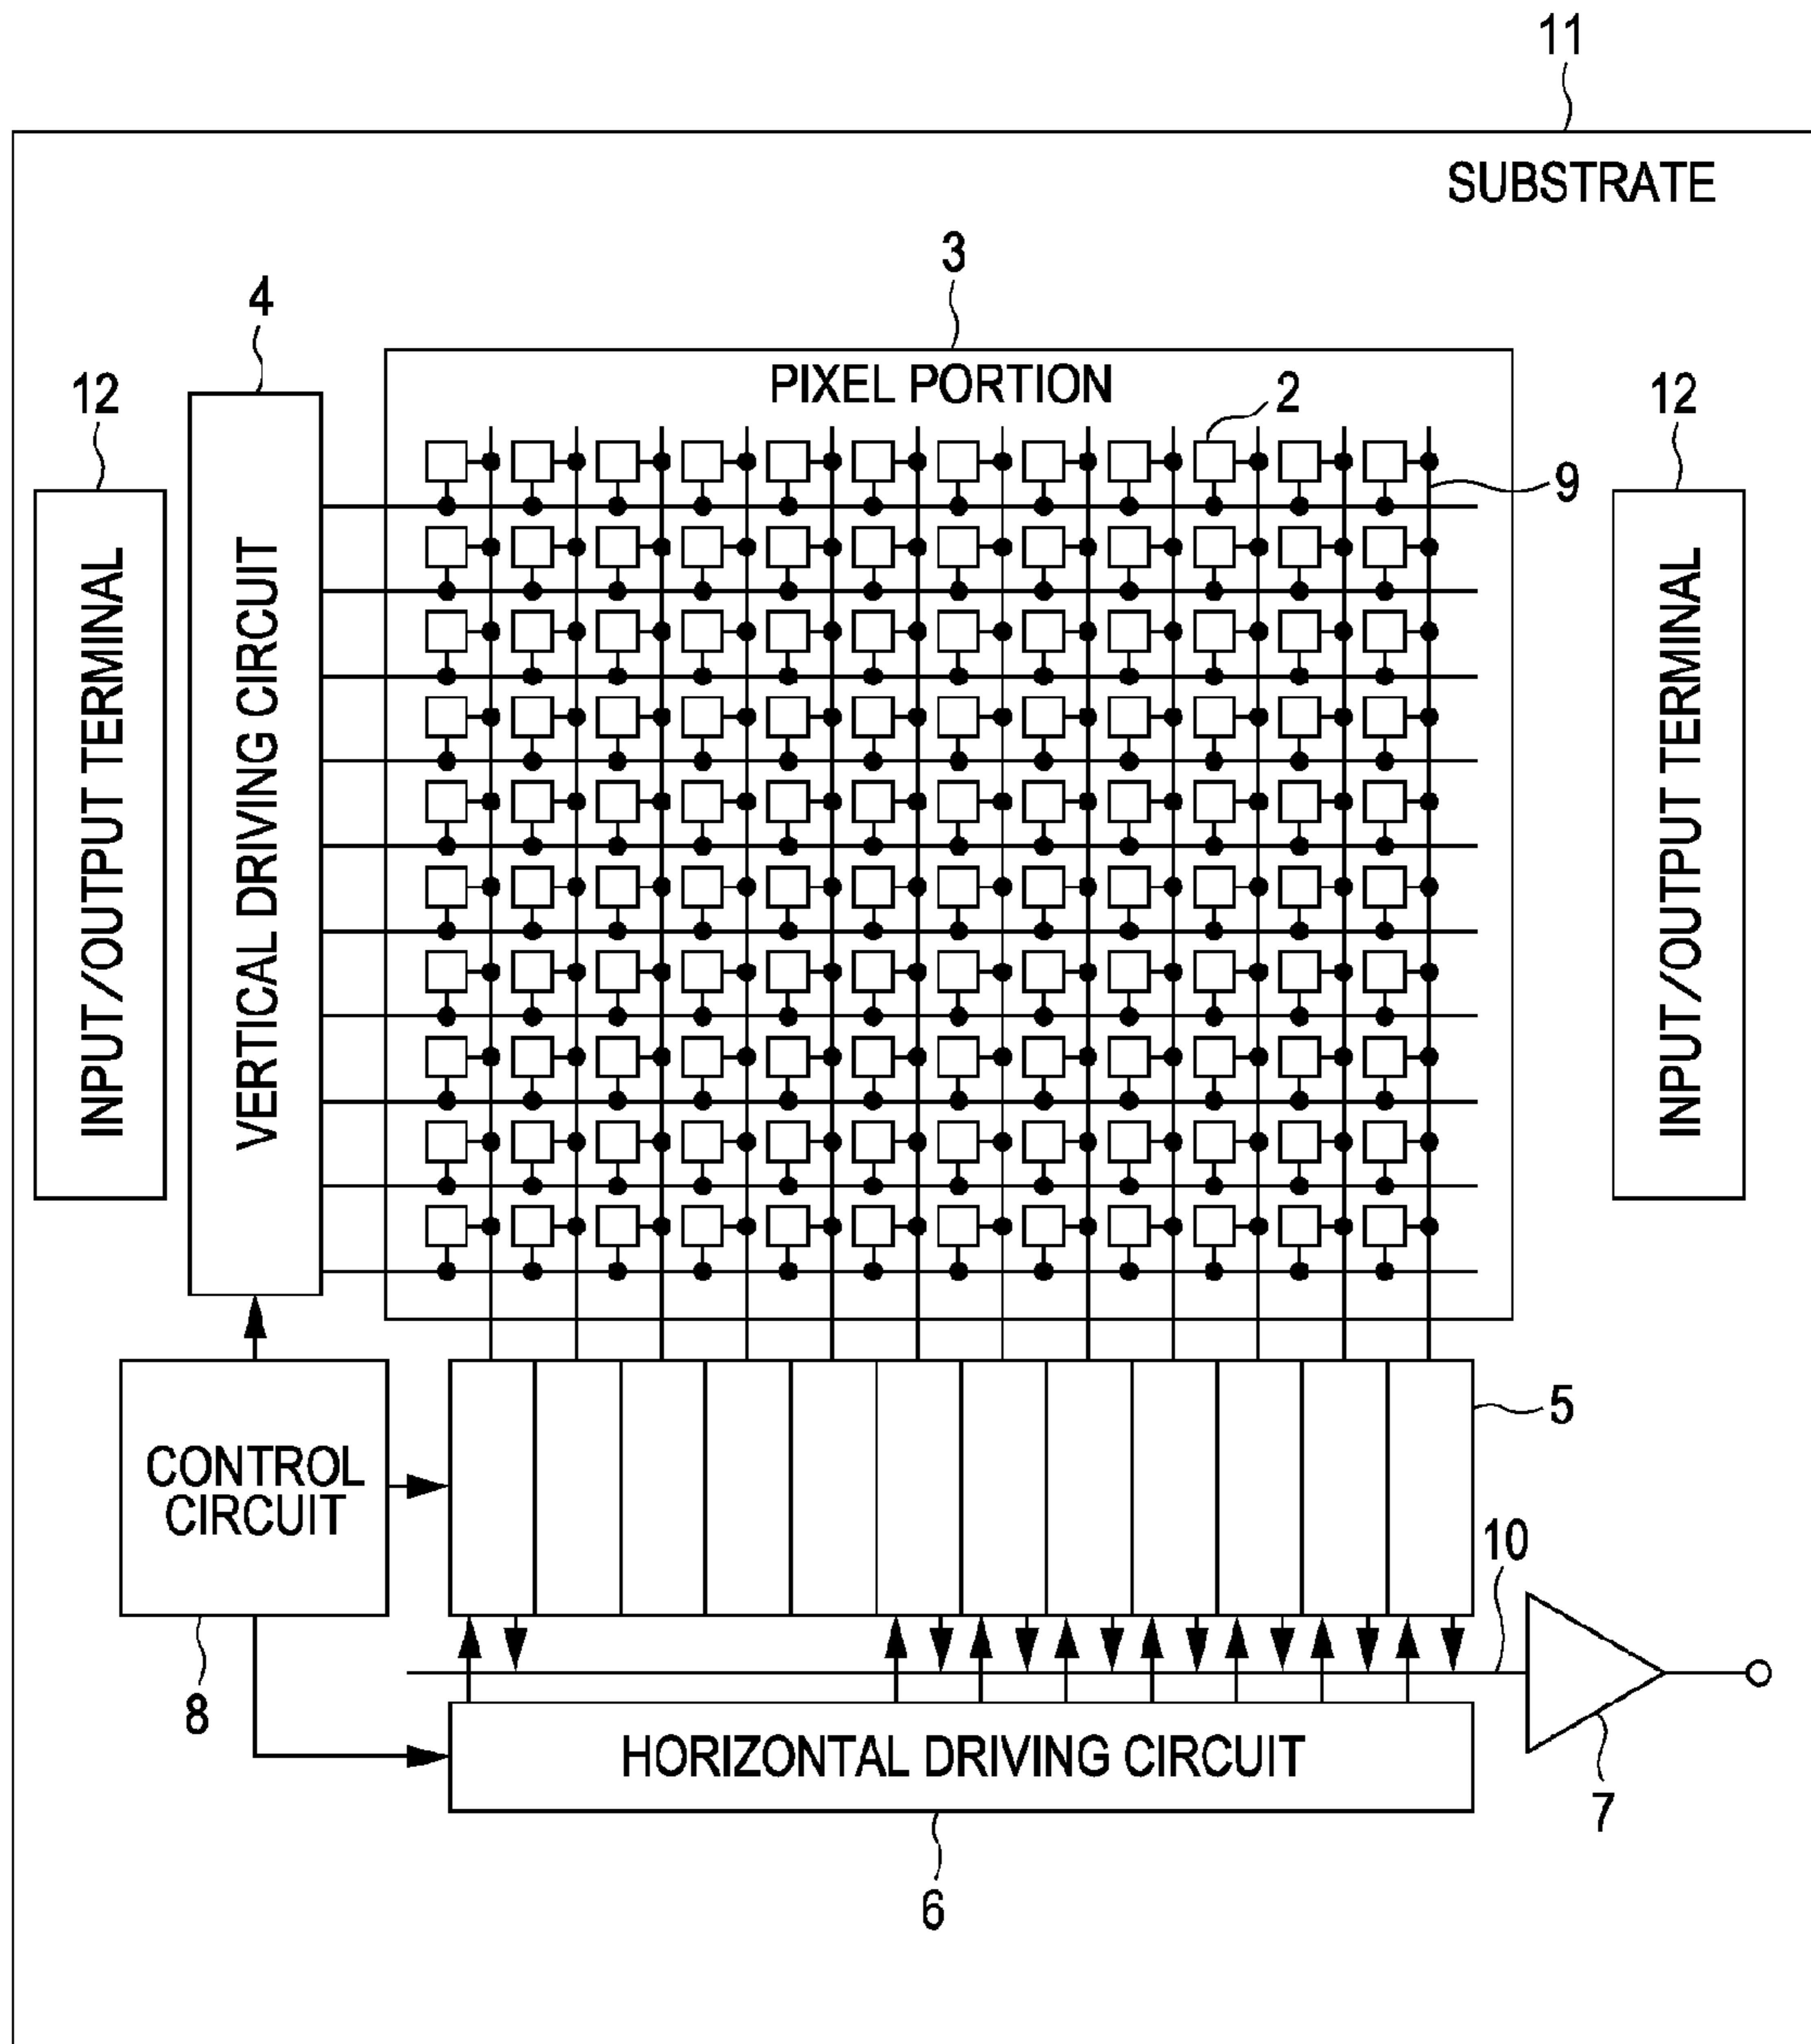 11
SUBSTRATE
3
4
PIXEL PORTION
12
2
12
9
INPUT/OUTPUT TERMINAL
VERTICAL DRIVING CIRCUIT
INPUT/OUTPUT TERMINAL
5
CONTROL
CIRCUIT
10
8
HORIZONTAL DRIVING CIRCUIT
7
6